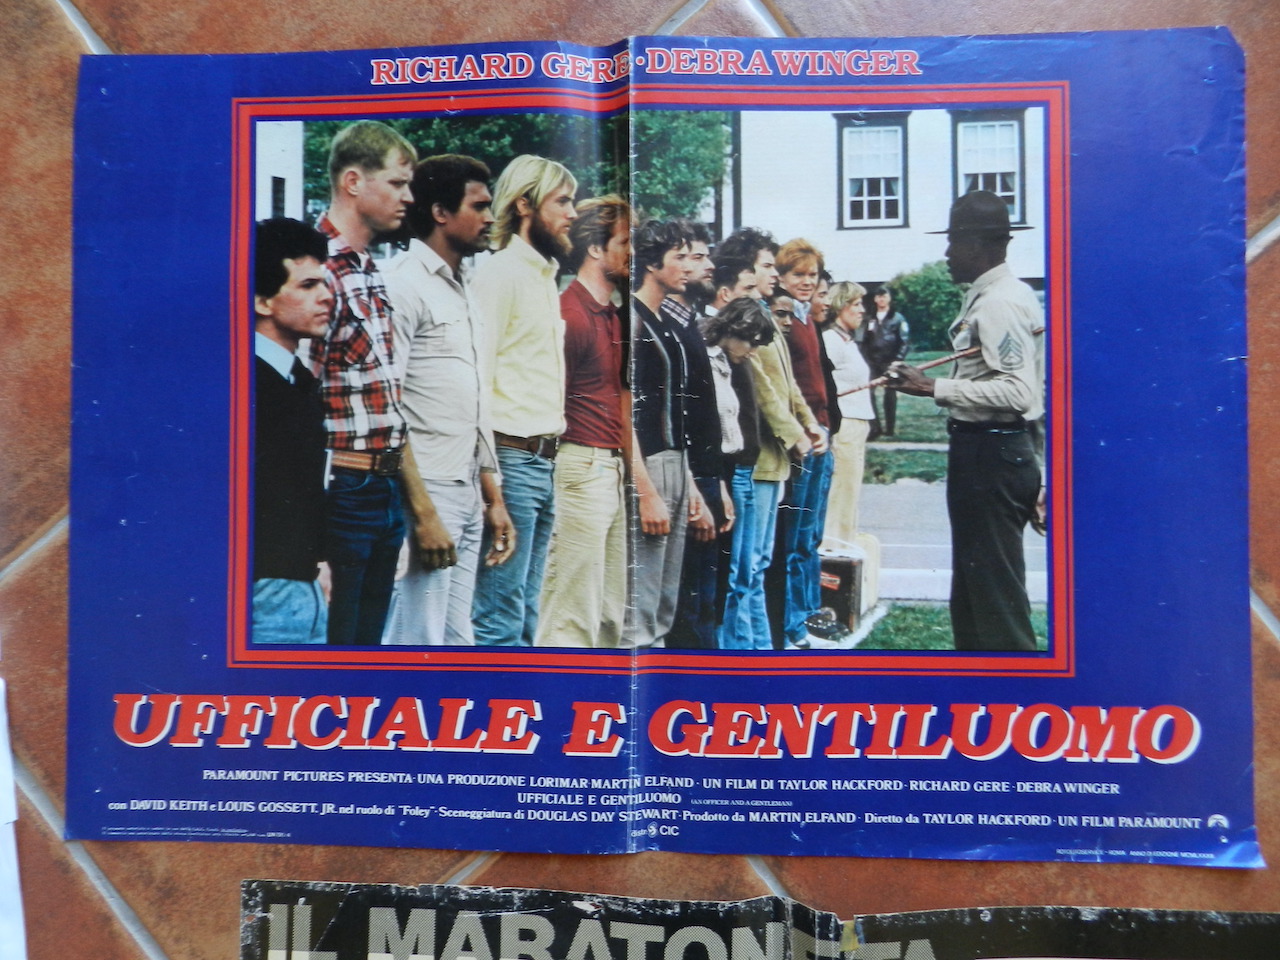 RICHARD GERE · DEBRA WINGER
UFFICIALE E GENTILUOMO
PARAMOUNT PICTURES PRESENTA · UNA PRODUZIONE LORIMAR · MARTIN ELFAND · UN FILM DI TAYLOR HACKFORD · RICHARD GERE · DEBRA WINGER
UFFICIALE E GENTILUOMO (AN OFFICER AND A GENTLEMAN)
con DAVID KEITH e LOUIS GOSSETT, JR. nel ruolo di "Foley" · Sceneggiatura di DOUGLAS DAY STEWART · Prodotto da MARTIN ELFAND · Diretto da TAYLOR HACKFORD · UN FILM PARAMOUNT
CIC
IL MARATONETA